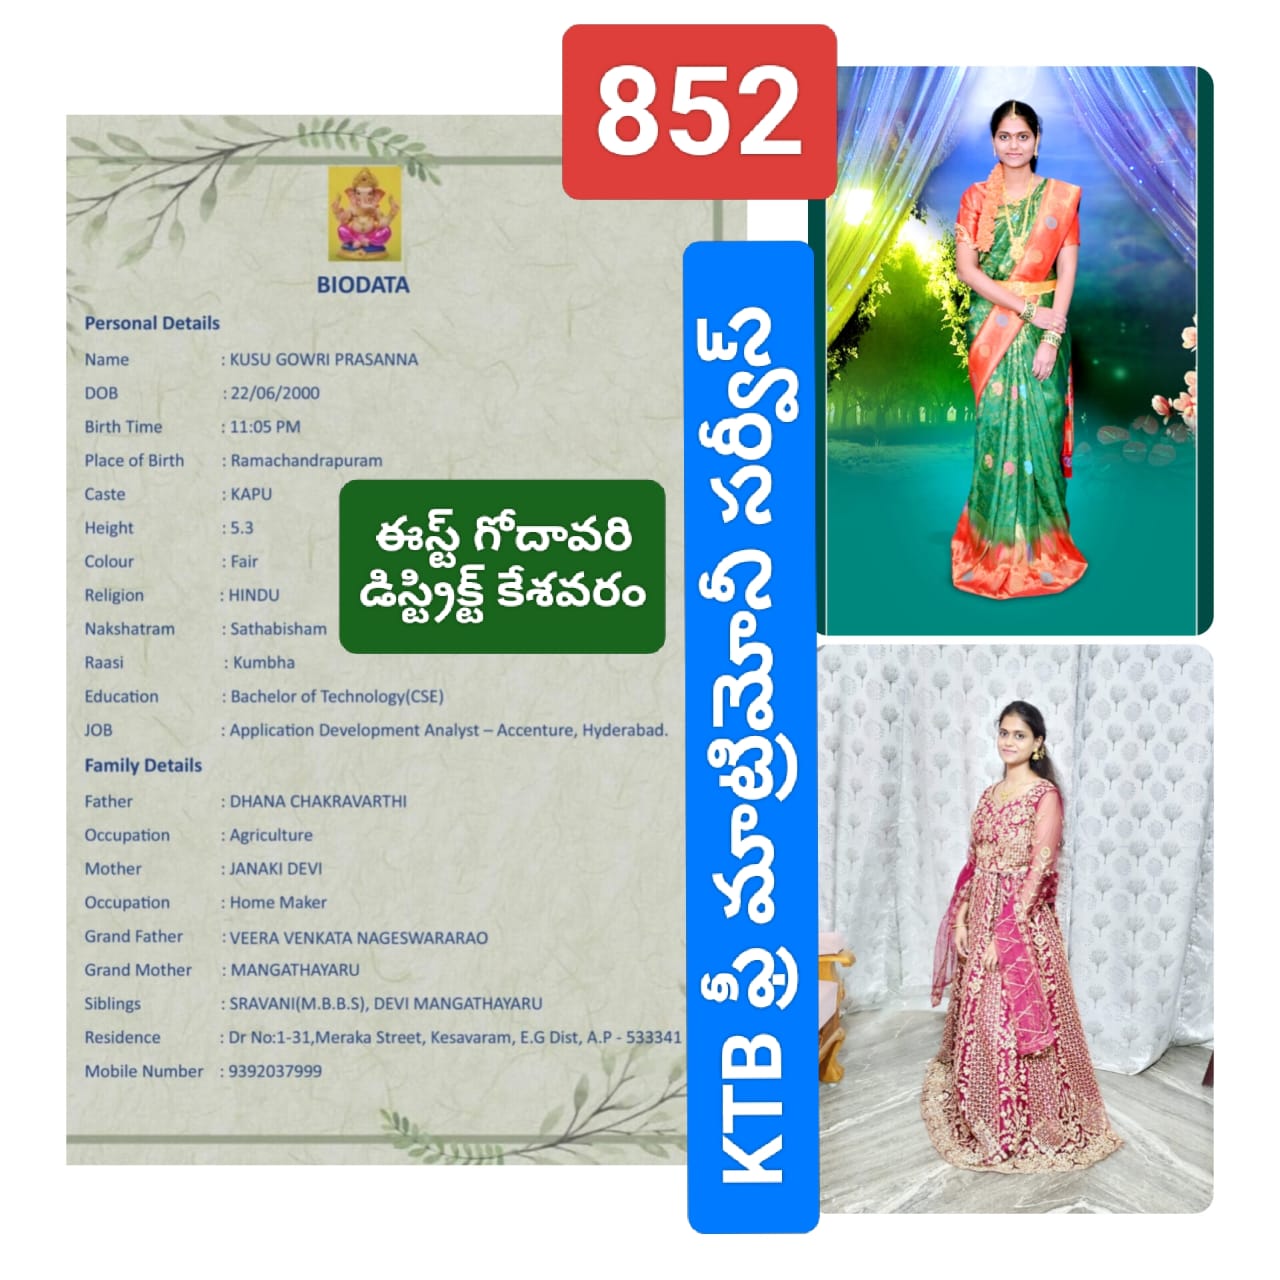 852
BIODATA
Personal Details
Name : KUSU GOWRI PRASANNA
DOB : 22/06/2000
Birth Time : 11:05 PM
Place of Birth : Ramachandrapuram
Caste : KAPU
Height : 5.3
Colour : Fair
Religion : HINDU
Nakshatram : Sathabisham
Raasi : Kumbha
Education : Bachelor of Technology(CSE)
JOB : Application Development Analyst – Accenture, Hyderabad.
Family Details
Father : DHANA CHAKRAVARTHI
Occupation : Agriculture
Mother : JANAKI DEVI
Occupation : Home Maker
Grand Father : VEERA VENKATA NAGESWARARAO
Grand Mother : MANGATHAYARU
Siblings : SRAVANI(M.B.B.S), DEVI MANGATHAYARU
Residence : Dr No:1-31,Meraka Street, Kesavaram, E.G Dist, A.P - 533341
Mobile Number : 9392037999
ఈస్ట్ గోదావరి
డిస్ట్రిక్ట్ కేశవరం
KTB ఫ్రీ మాట్రిమోనీ సర్వీస్